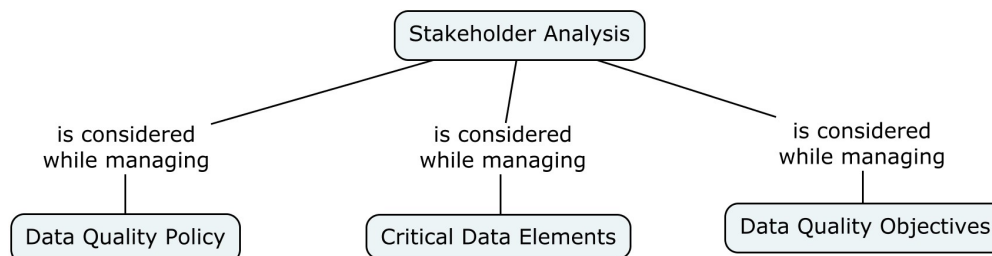 Stakeholder Analysis
is considered
while managing
is considered
while managing
is considered
while managing
Data Quality Policy
Critical Data Elements
Data Quality Objectives